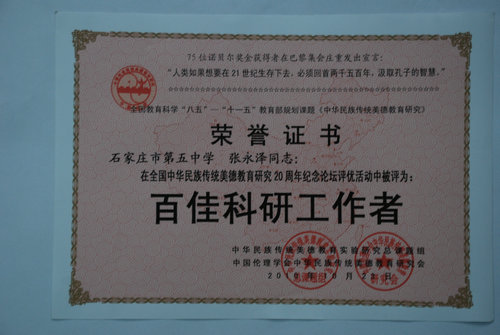 75位诺贝尔奖金获得者在巴黎集会庄重发出宣言:
“人类如果想要在21世纪生存下去，必须回首两千五百年，汲取孔子的智慧。”
全国教育科学“八五”—“十一五”教育部规划课题《中华民族传统美德教育研究》
荣誉证书
石家庄市第五中学 张永泽同志:
在全国中华民族传统美德教育研究20周年纪念论坛评优活动中被评为:
百佳科研工作者
中华民族传统美德教育实验研究总课题组
中国伦理学会中华民族传统美德教育研究会
总课题组
研究会